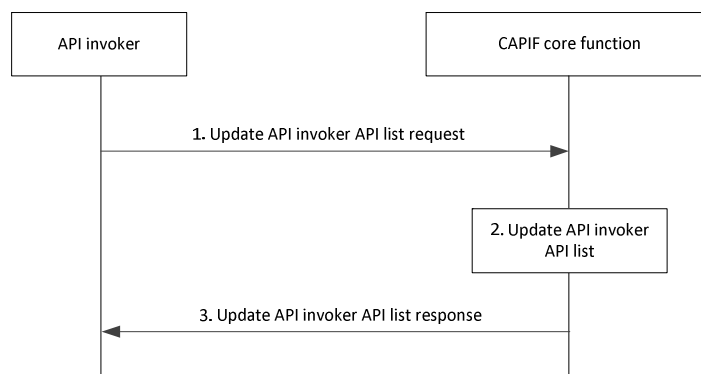 API invoker
CAPIF core function
1. Update API invoker API list request
2. Update API invoker
API list
3. Update API invoker API list response